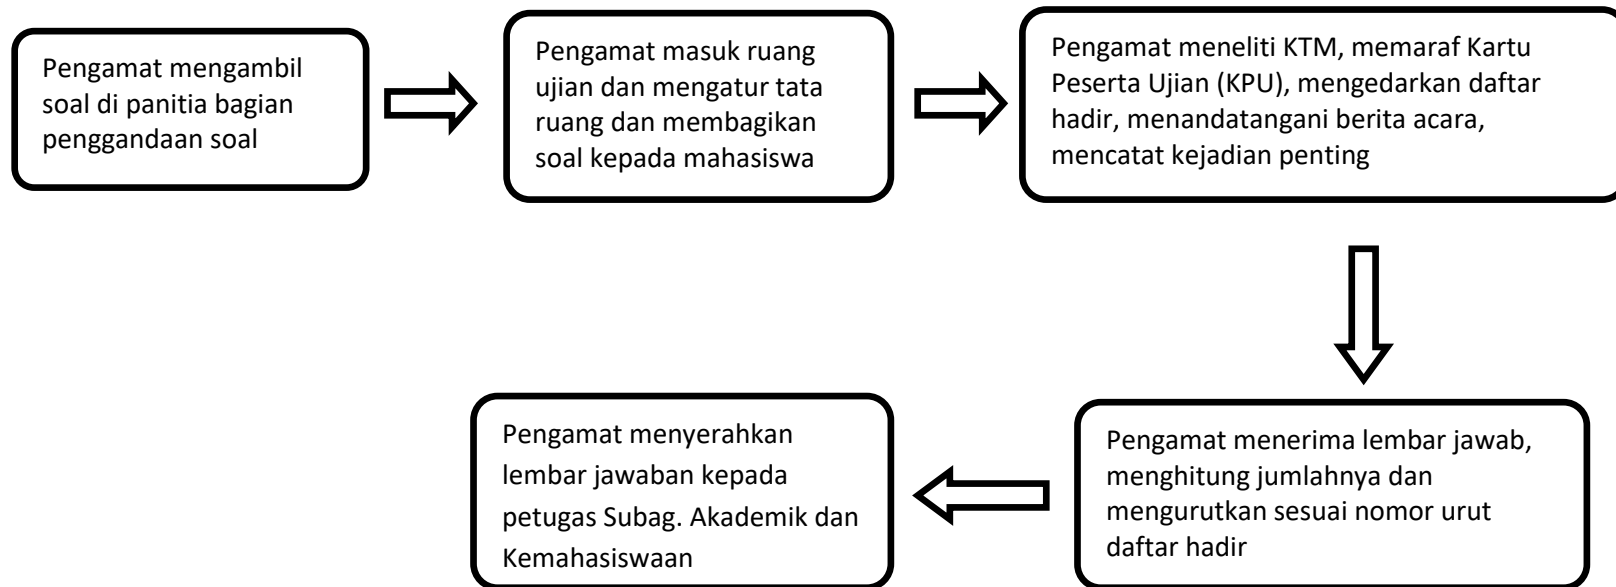 Pengamat mengambil
soal di panitia bagian
penggandaan soal
Pengamat masuk ruang
ujian dan mengatur tata
ruang dan membagikan
soal kepada mahasiswa
Pengamat meneliti KTM, memaraf Kartu
Peserta Ujian (KPU), mengedarkan daftar
hadir, menandatangani berita acara,
mencatat kejadian penting
Pengamat menerima lembar jawab,
menghitung jumlahnya dan
mengurutkan sesuai nomor urut
daftar hadir
Pengamat menyerahkan
lembar jawaban kepada
petugas Subag. Akademik dan
Kemahasiswaan